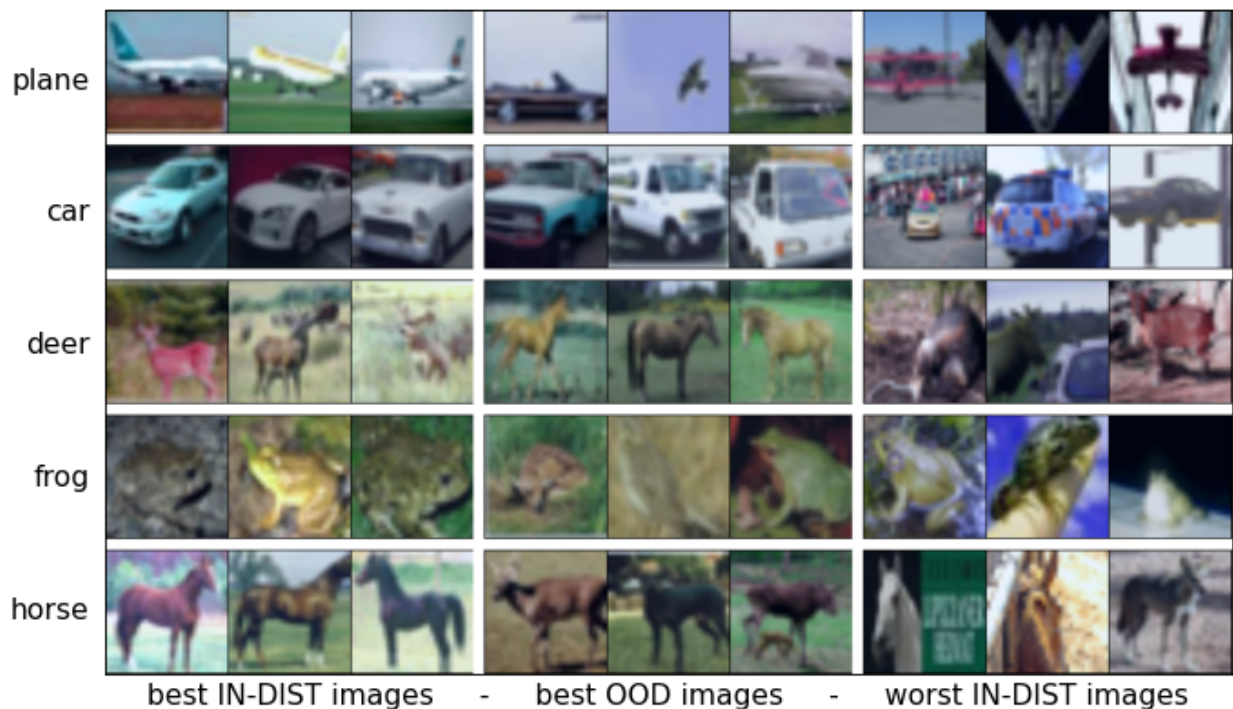 plane
car
deer
frog
horse
best IN-DIST images - best OOD images - worst IN-DIST images